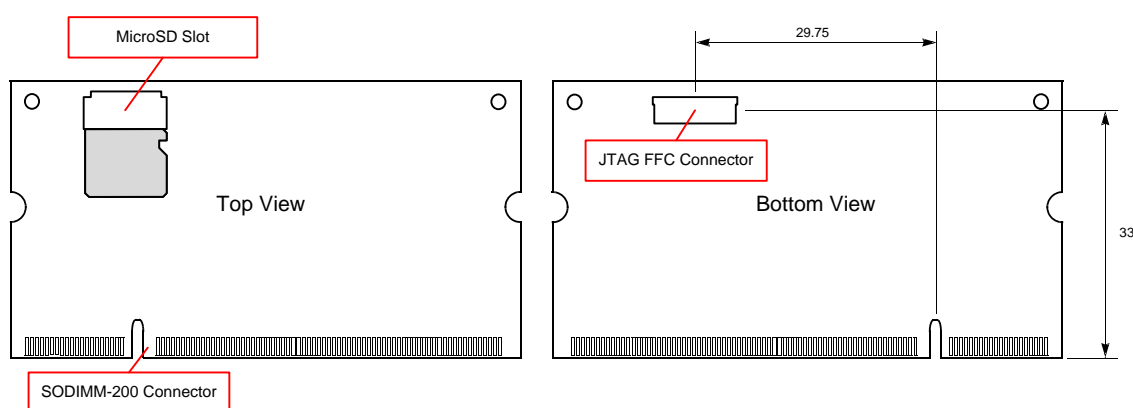 MicroSD Slot
29.75
JTAG FFC Connector
Top View
Bottom View
33
SODIMM-200 Connector